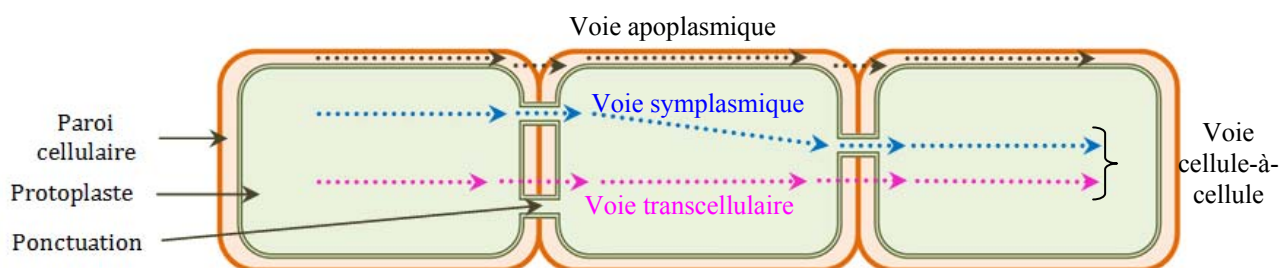 Voie apoplasmique
Voie symplasmique
Paroi
cellulaire
Protoplaste
Ponctuation
Voie transcellulaire
Voie
cellule-à-
cellule